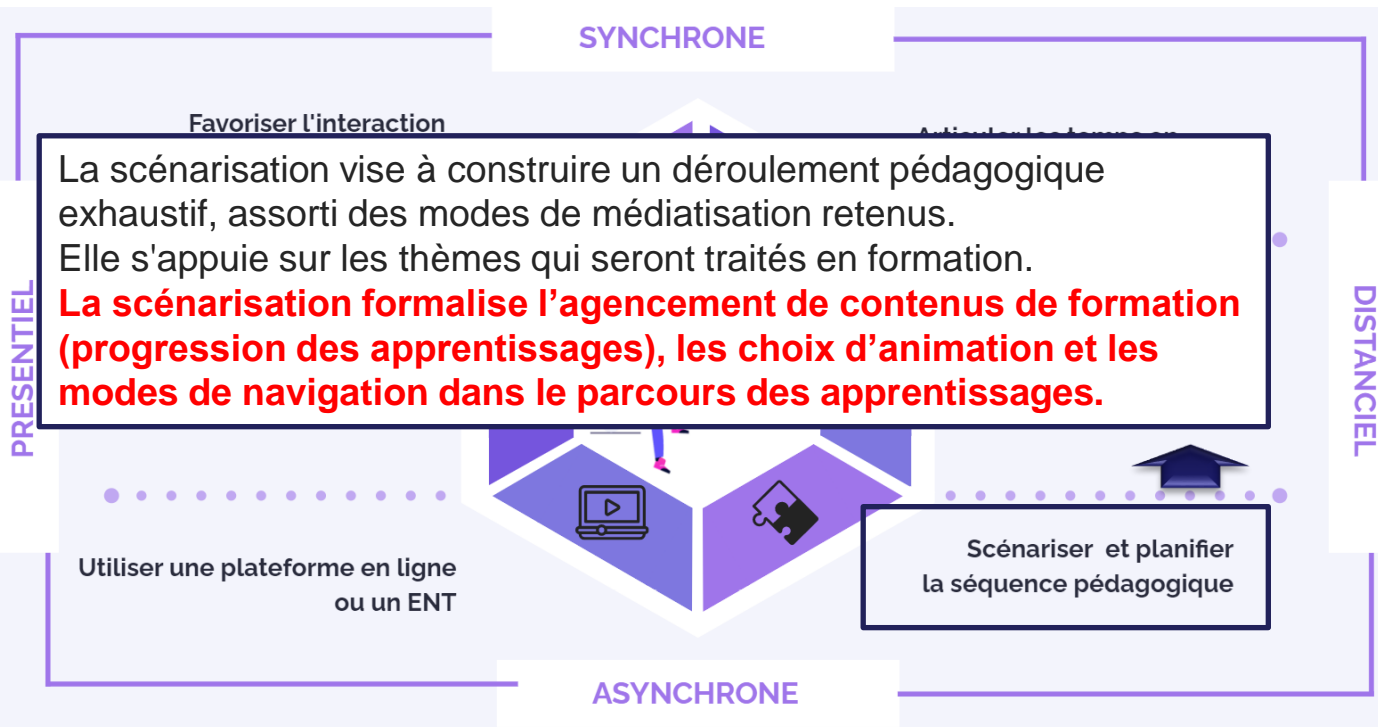 SYNCHRONE
Favoriser l'interaction
La scénarisation vise à construire un déroulement pédagogique
exhaustif, assorti des modes de médiatisation retenus.
Elle s'appuie sur les thèmes qui seront traités en formation.
La scénarisation formalise l’agencement de contenus de formation
(progression des apprentissages), les choix d’animation et les
modes de navigation dans le parcours des apprentissages.
PRESENTIEL
DISTANCIEL
Utiliser une plateforme en ligne
ou un ENT
Scénariser et planifier
la séquence pédagogique
ASYNCHRONE